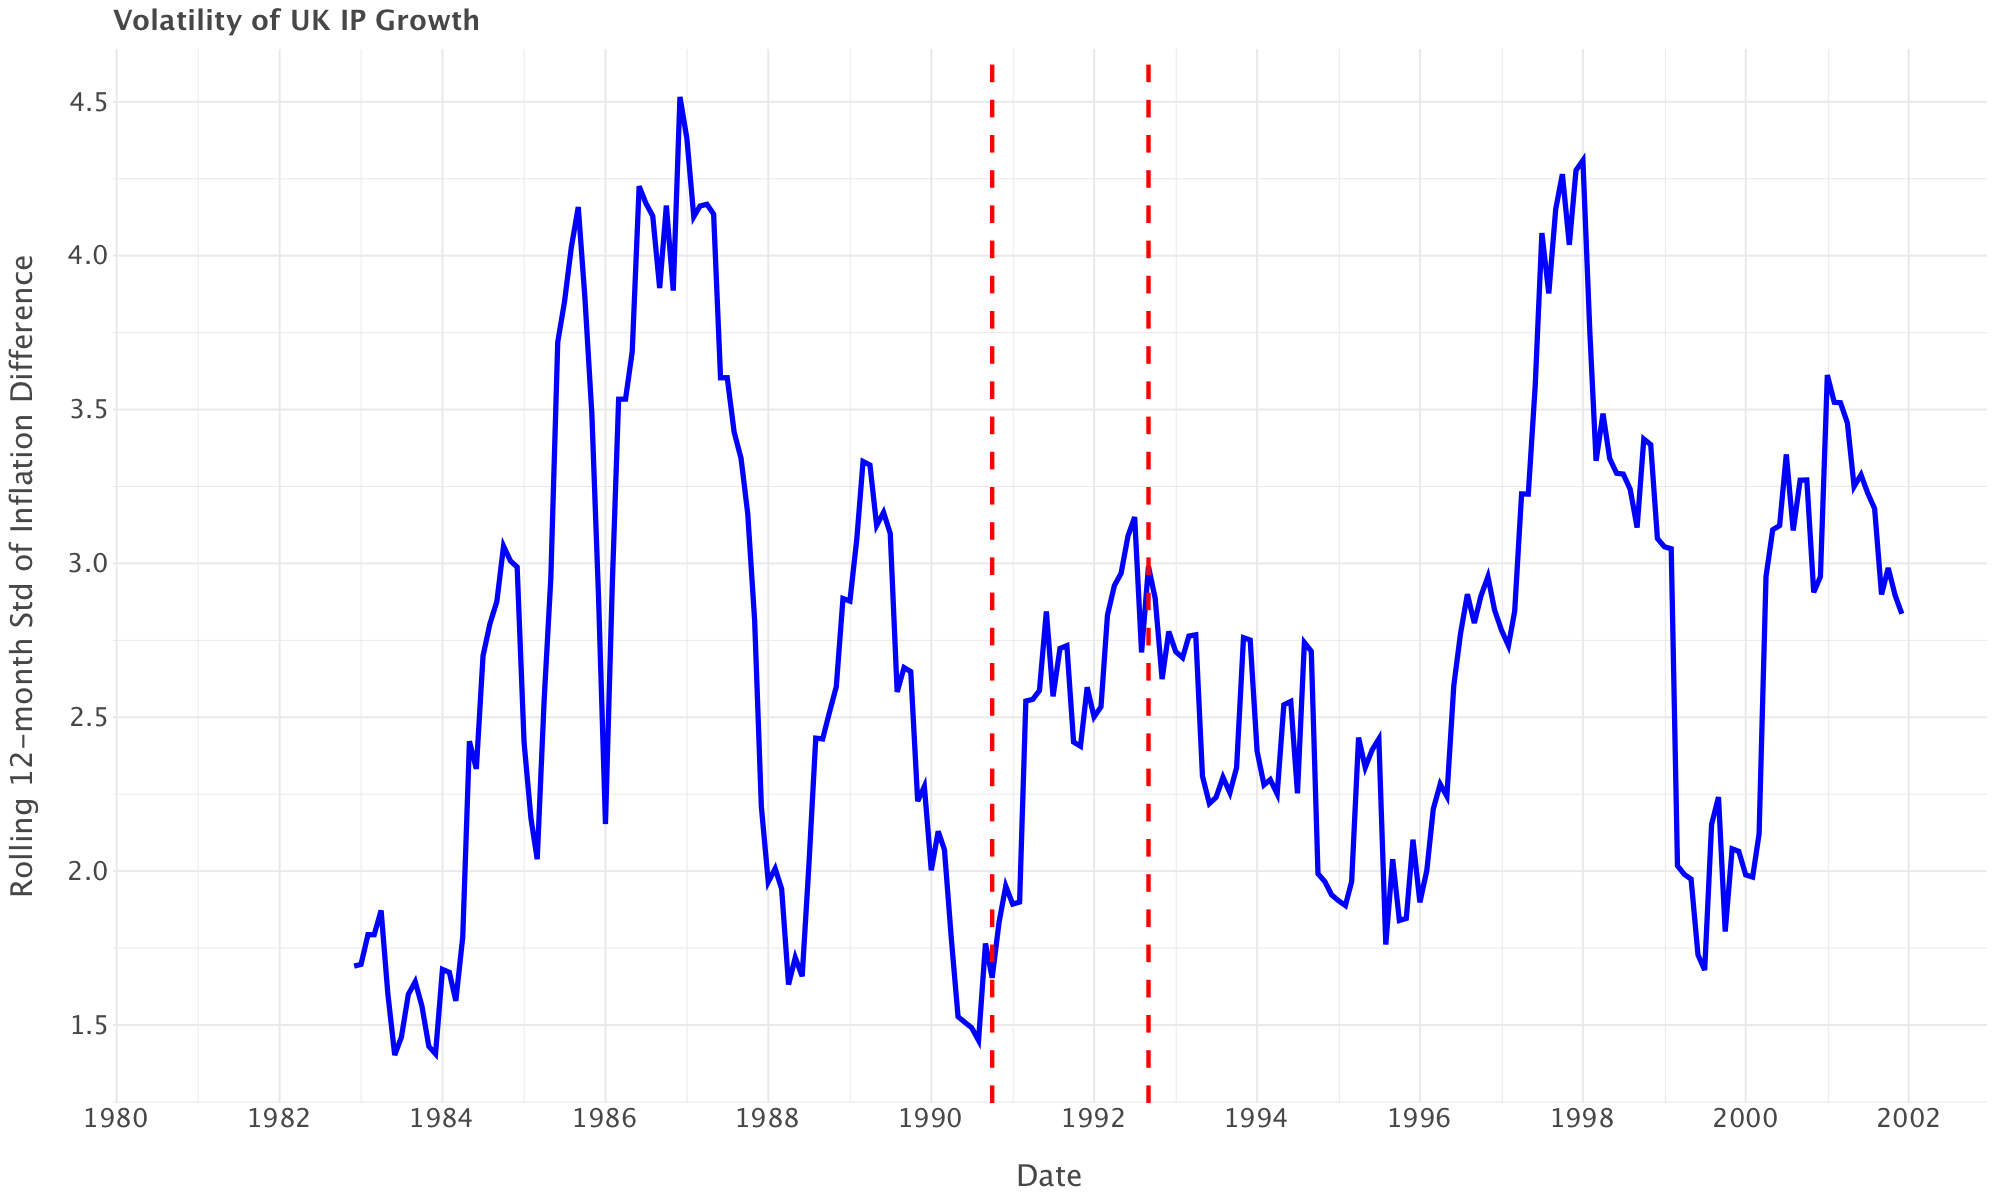 Volatility of UK IP Growth
Rolling 12-month Std of Inflation Difference
4.5
4.0
3.5
3.0
2.5
2.0
1.5
1980 1982 1984 1986 1988 1990 1992 1994 1996 1998 2000 2002
Date